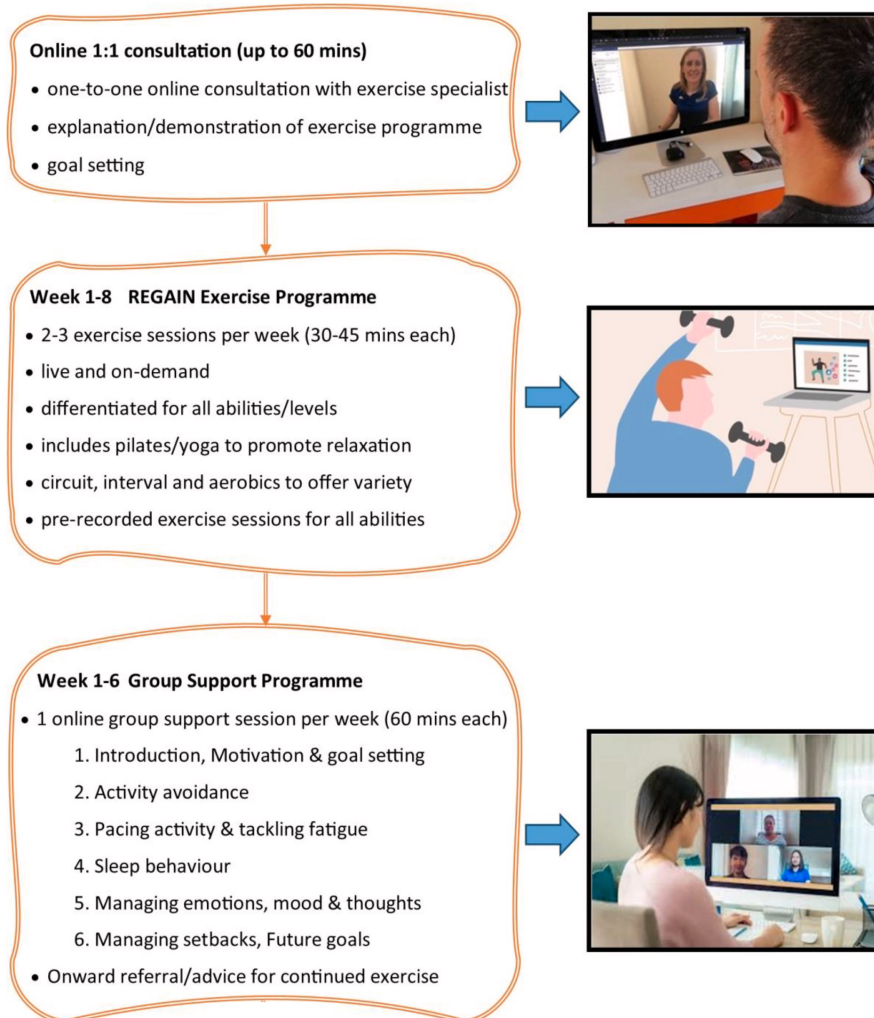 Online 1:1 consultation (up to 60 mins)
• one-to-one online consultation with exercise specialist
• explanation/demonstration of exercise programme
• goal setting
Week 1-8 REGAIN Exercise Programme
• 2-3 exercise sessions per week (30-45 mins each)
• live and on-demand
• differentiated for all abilities/levels
• includes pilates/yoga to promote relaxation
• circuit, interval and aerobics to offer variety
• pre-recorded exercise sessions for all abilities
Week 1-6 Group Support Programme
• 1 online group support session per week (60 mins each)
1. Introduction, Motivation & goal setting
2. Activity avoidance
3. Pacing activity & tackling fatigue
4. Sleep behaviour
5. Managing emotions, mood & thoughts
6. Managing setbacks, Future goals
• Onward referral/advice for continued exercise